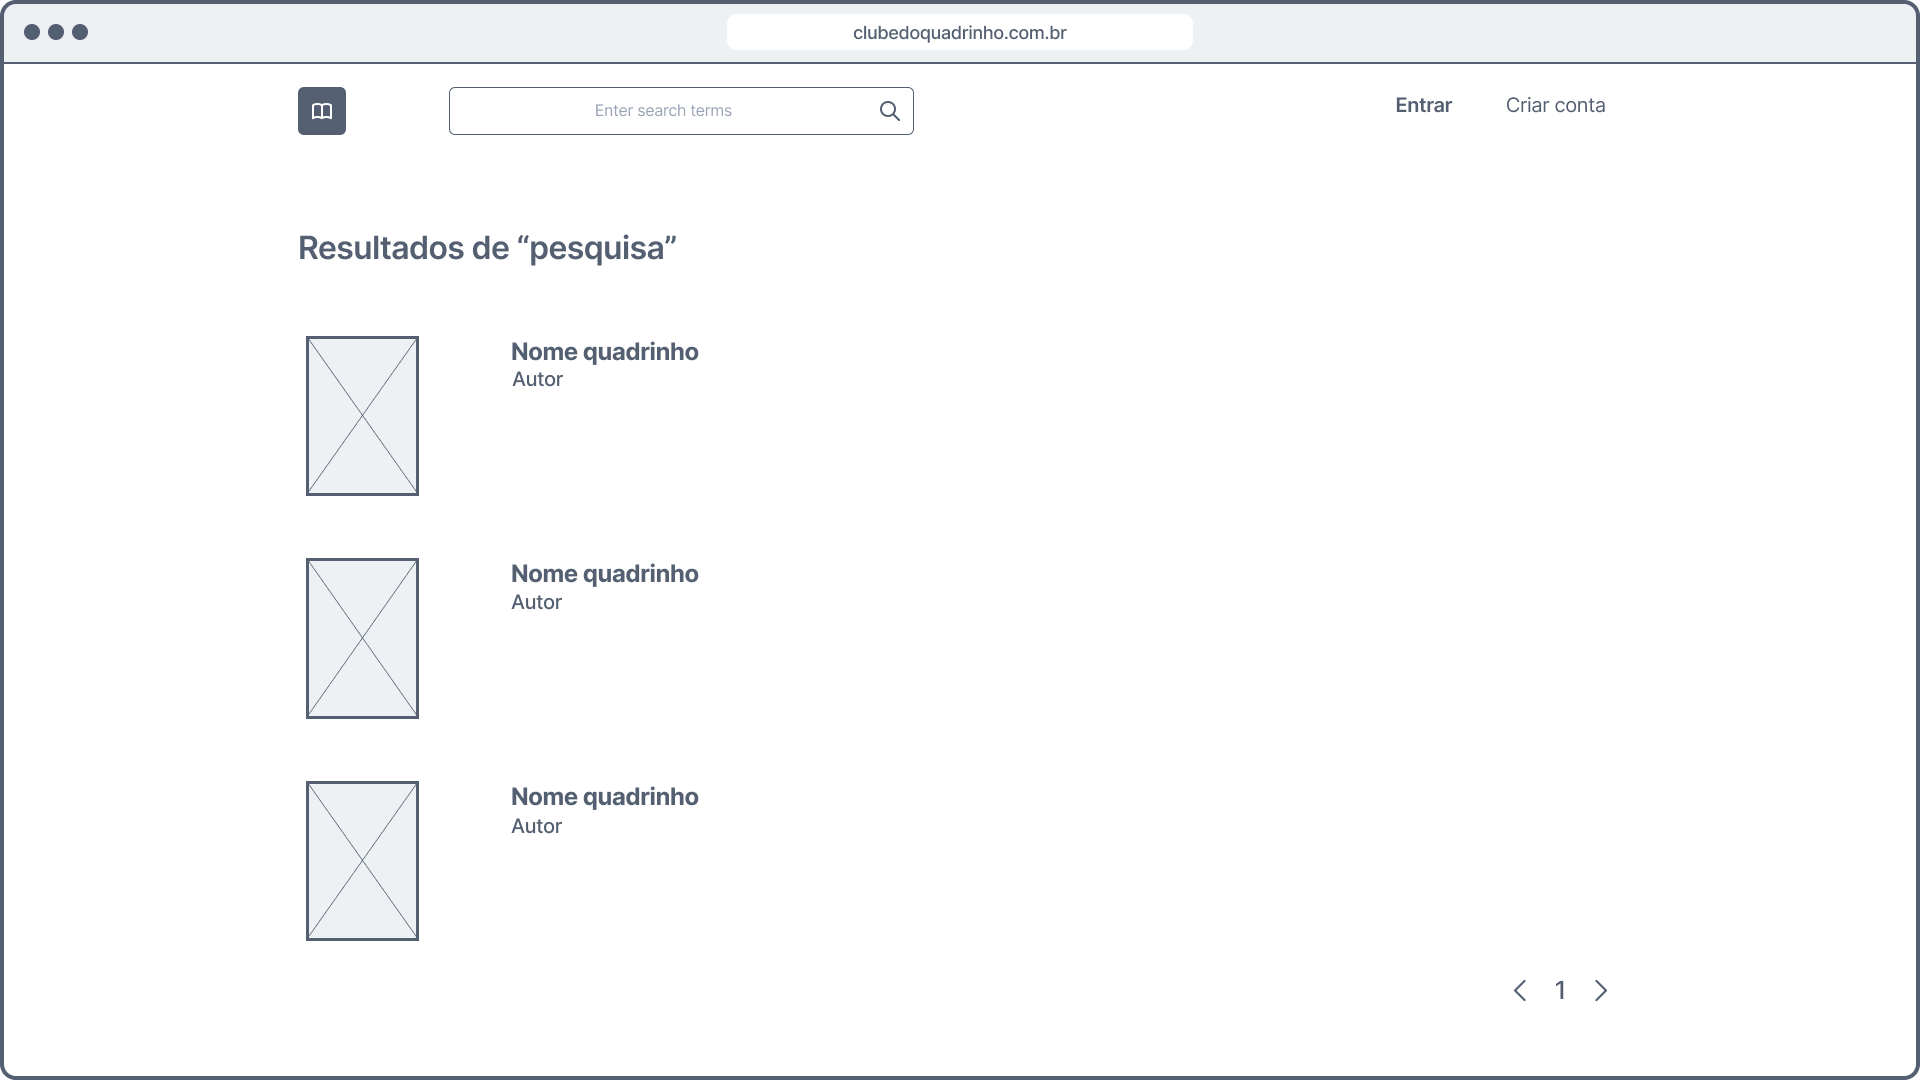 clubedoquadrinho.com.br
Enter search terms
Entrar
Criar conta
Resultados de “pesquisa”
Nome quadrinho
Autor
Nome quadrinho
Autor
Nome quadrinho
Autor
1